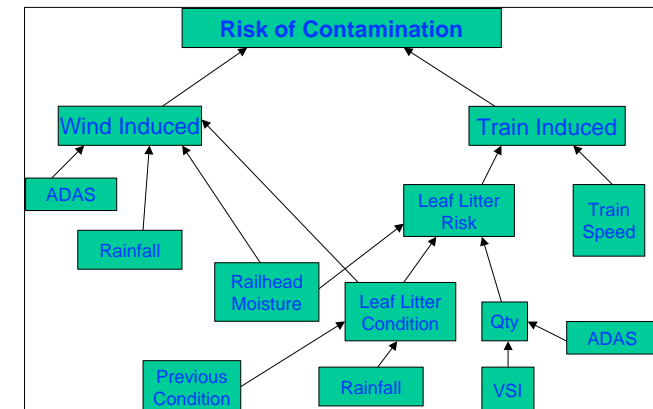 Risk of Contamination
Wind Induced
Train Induced
ADAS
Leaf Litter
Risk
Train
Speed
Rainfall
Railhead
Moisture
Leaf Litter
Condition
Qty
ADAS
Previous
Condition
Rainfall
VSI